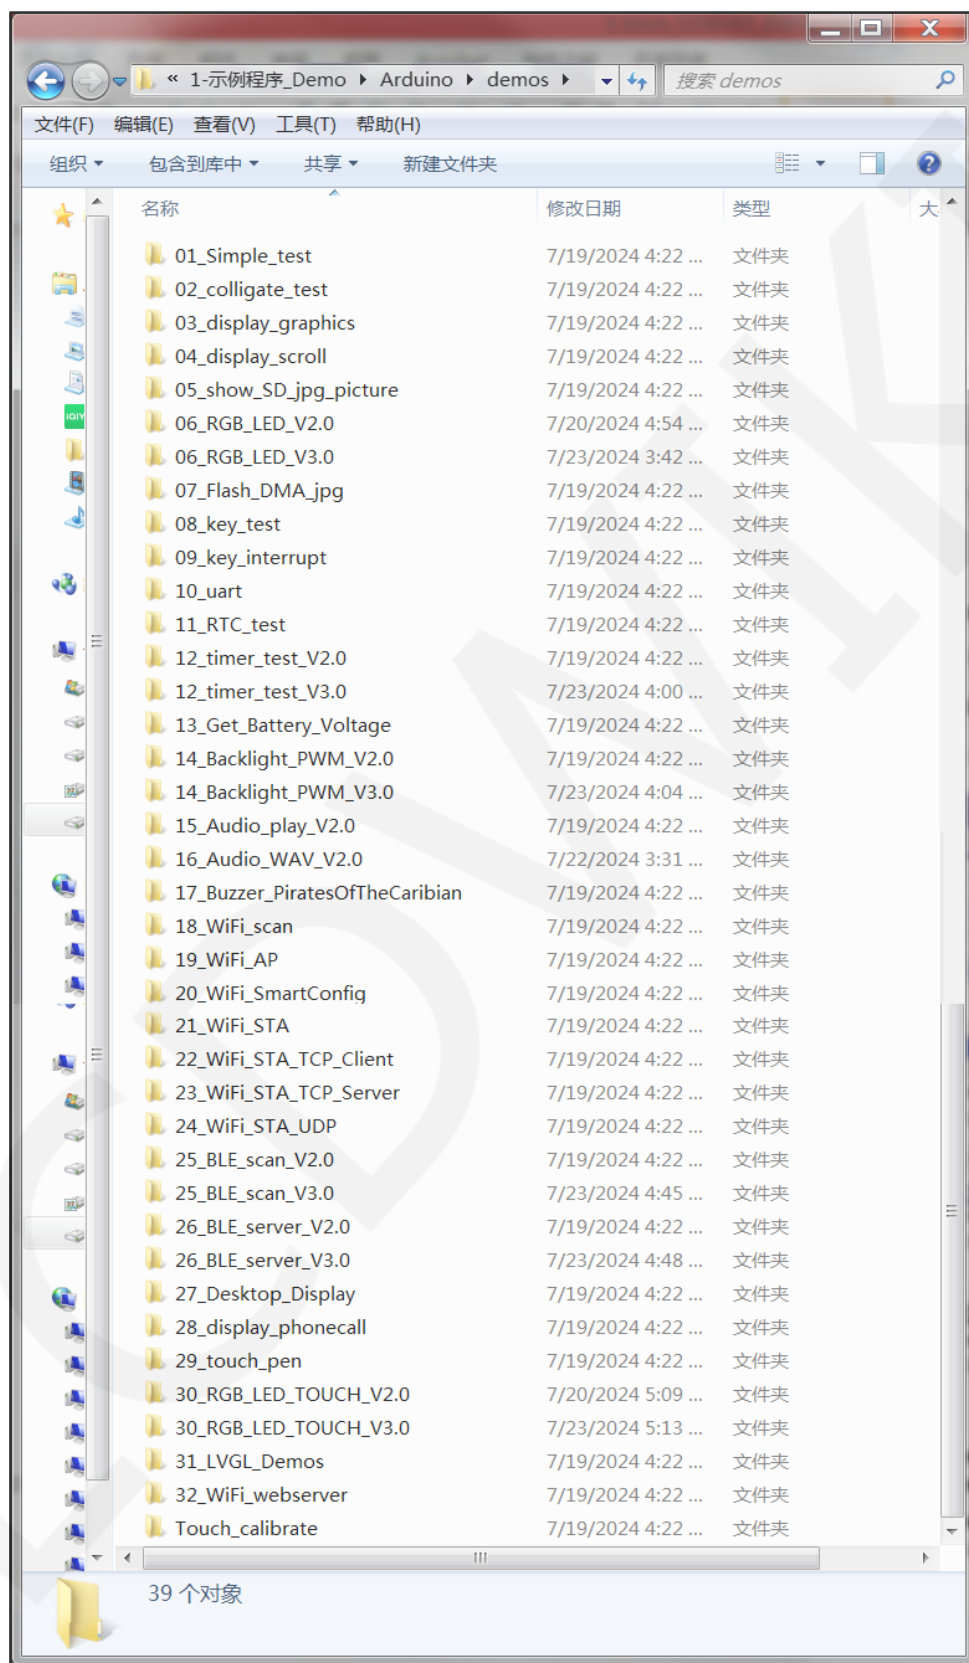 « 1-示例程序_Demo Arduino demos 搜索 demos
文件(F) 编辑(E) 查看(V) 工具(T) 帮助(H)
组织 包含到库中 共享 新建文件夹
名称 修改日期 类型 大
01_Simple_test 7/19/2024 4:22 ... 文件夹
02_colligate_test 7/19/2024 4:22 ... 文件夹
03_display_graphics 7/19/2024 4:22 ... 文件夹
04_display_scroll 7/19/2024 4:22 ... 文件夹
05_show_SD_jpg_picture 7/19/2024 4:22 ... 文件夹
06_RGB_LED_V2.0 7/20/2024 4:54 ... 文件夹
06_RGB_LED_V3.0 7/23/2024 3:42 ... 文件夹
07_Flash_DMA_jpg 7/19/2024 4:22 ... 文件夹
08_key_test 7/19/2024 4:22 ... 文件夹
09_key_interrupt 7/19/2024 4:22 ... 文件夹
10_uart 7/19/2024 4:22 ... 文件夹
11_RTC_test 7/19/2024 4:22 ... 文件夹
12_timer_test_V2.0 7/19/2024 4:22 ... 文件夹
12_timer_test_V3.0 7/23/2024 4:00 ... 文件夹
13_Get_Battery_Voltage 7/19/2024 4:22 ... 文件夹
14_Backlight_PWM_V2.0 7/19/2024 4:22 ... 文件夹
14_Backlight_PWM_V3.0 7/23/2024 4:04 ... 文件夹
15_Audio_play_V2.0 7/19/2024 4:22 ... 文件夹
16_Audio_WAV_V2.0 7/22/2024 3:31 ... 文件夹
17_Buzzer_PiratesOfTheCaribian 7/19/2024 4:22 ... 文件夹
18_WiFi_scan 7/19/2024 4:22 ... 文件夹
19_WiFi_AP 7/19/2024 4:22 ... 文件夹
20_WiFi_SmartConfig 7/19/2024 4:22 ... 文件夹
21_WiFi_STA 7/19/2024 4:22 ... 文件夹
22_WiFi_STA_TCP_Client 7/19/2024 4:22 ... 文件夹
23_WiFi_STA_TCP_Server 7/19/2024 4:22 ... 文件夹
24_WiFi_STA_UDP 7/19/2024 4:22 ... 文件夹
25_BLE_scan_V2.0 7/19/2024 4:22 ... 文件夹
25_BLE_scan_V3.0 7/23/2024 4:45 ... 文件夹
26_BLE_server_V2.0 7/19/2024 4:22 ... 文件夹
26_BLE_server_V3.0 7/23/2024 4:48 ... 文件夹
27_Desktop_Display 7/19/2024 4:22 ... 文件夹
28_display_phonecall 7/19/2024 4:22 ... 文件夹
29_touch_pen 7/19/2024 4:22 ... 文件夹
30_RGB_LED_TOUCH_V2.0 7/20/2024 5:09 ... 文件夹
30_RGB_LED_TOUCH_V3.0 7/23/2024 5:13 ... 文件夹
31_LVGL_Demos 7/19/2024 4:22 ... 文件夹
32_WiFi_webserver 7/19/2024 4:22 ... 文件夹
Touch_calibrate 7/19/2024 4:22 ... 文件夹
39 个对象